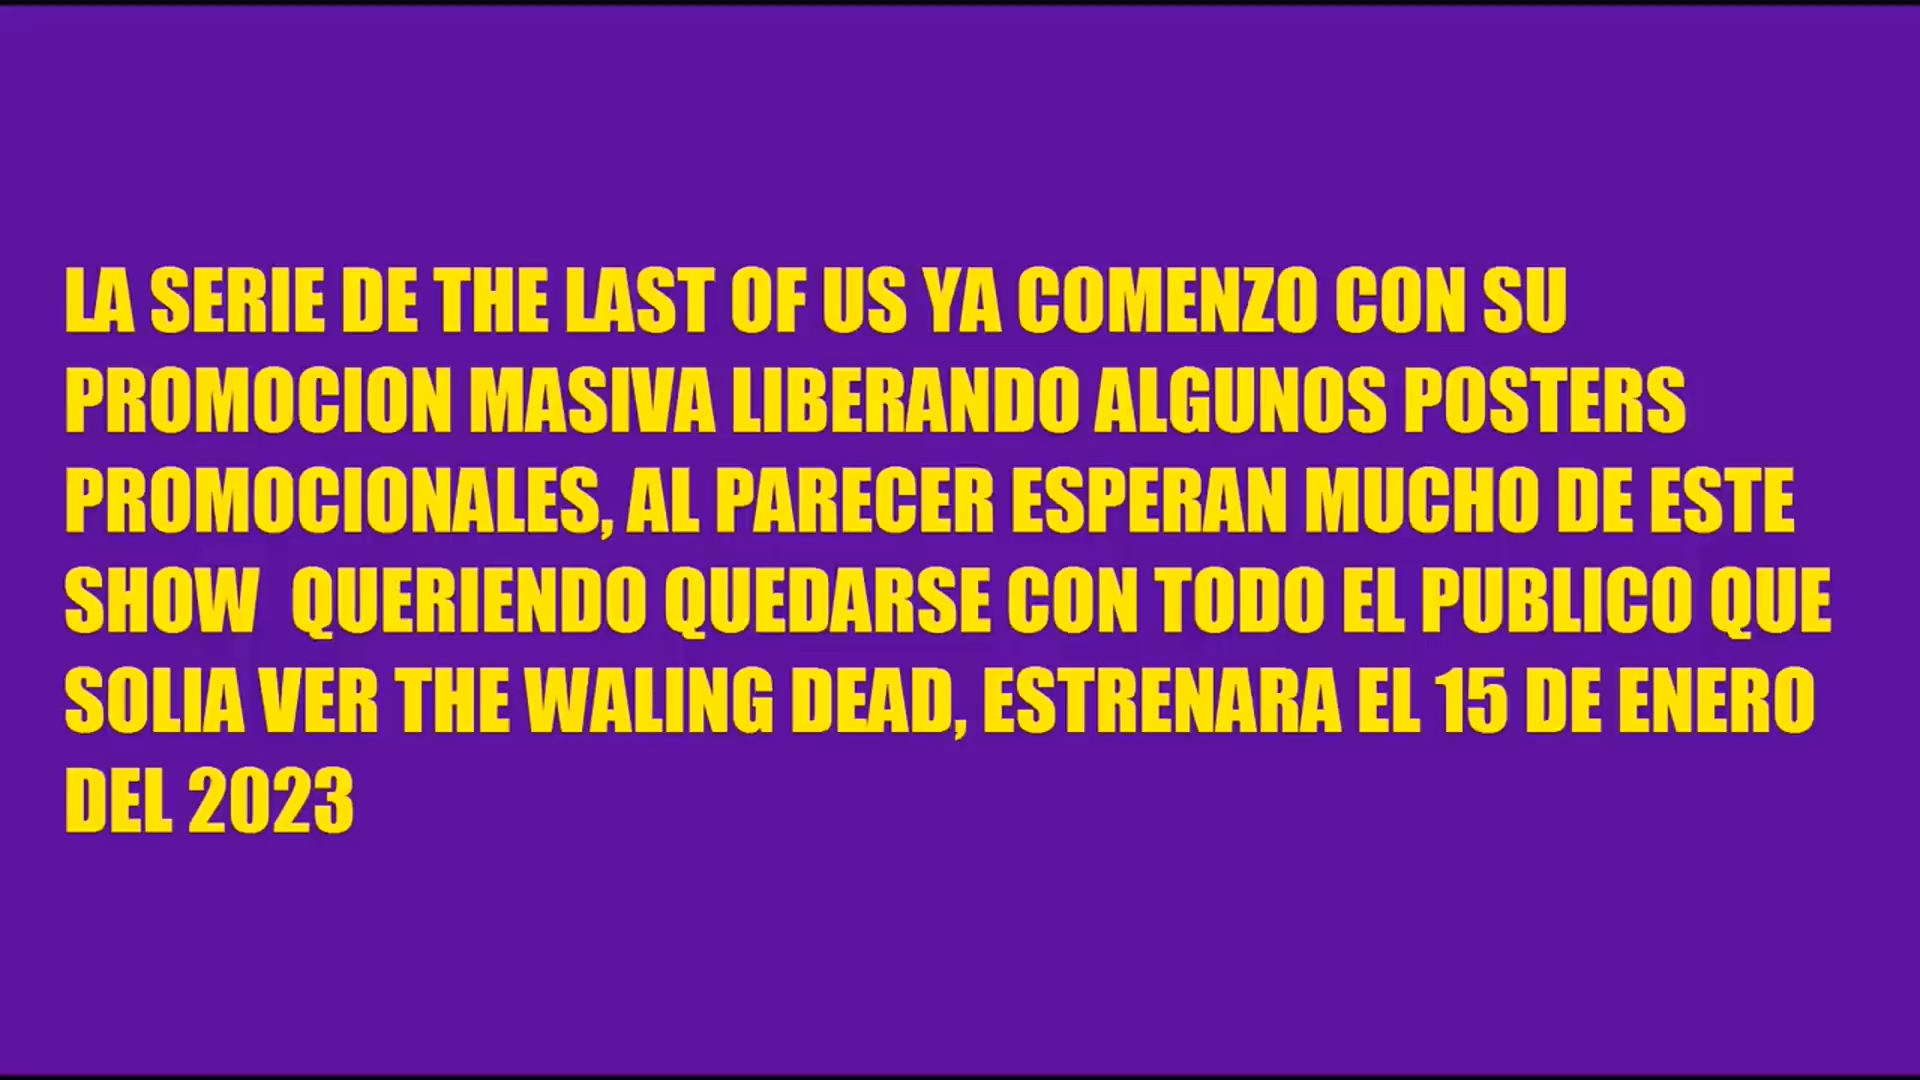 LA SERIE DE THE LAST OF US YA COMENZO CON SU
PROMOCION MASIVA LIBERANDO ALGUNOS POSTERS
PROMOCIONALES, AL PARECER ESPERAN MUCHO DE ESTE
SHOW  QUERIENDO QUEDARSE CON TODO EL PUBLICO QUE
SOLIA VER THE WALING DEAD, ESTRENARA EL 15 DE ENERO
DEL 2023